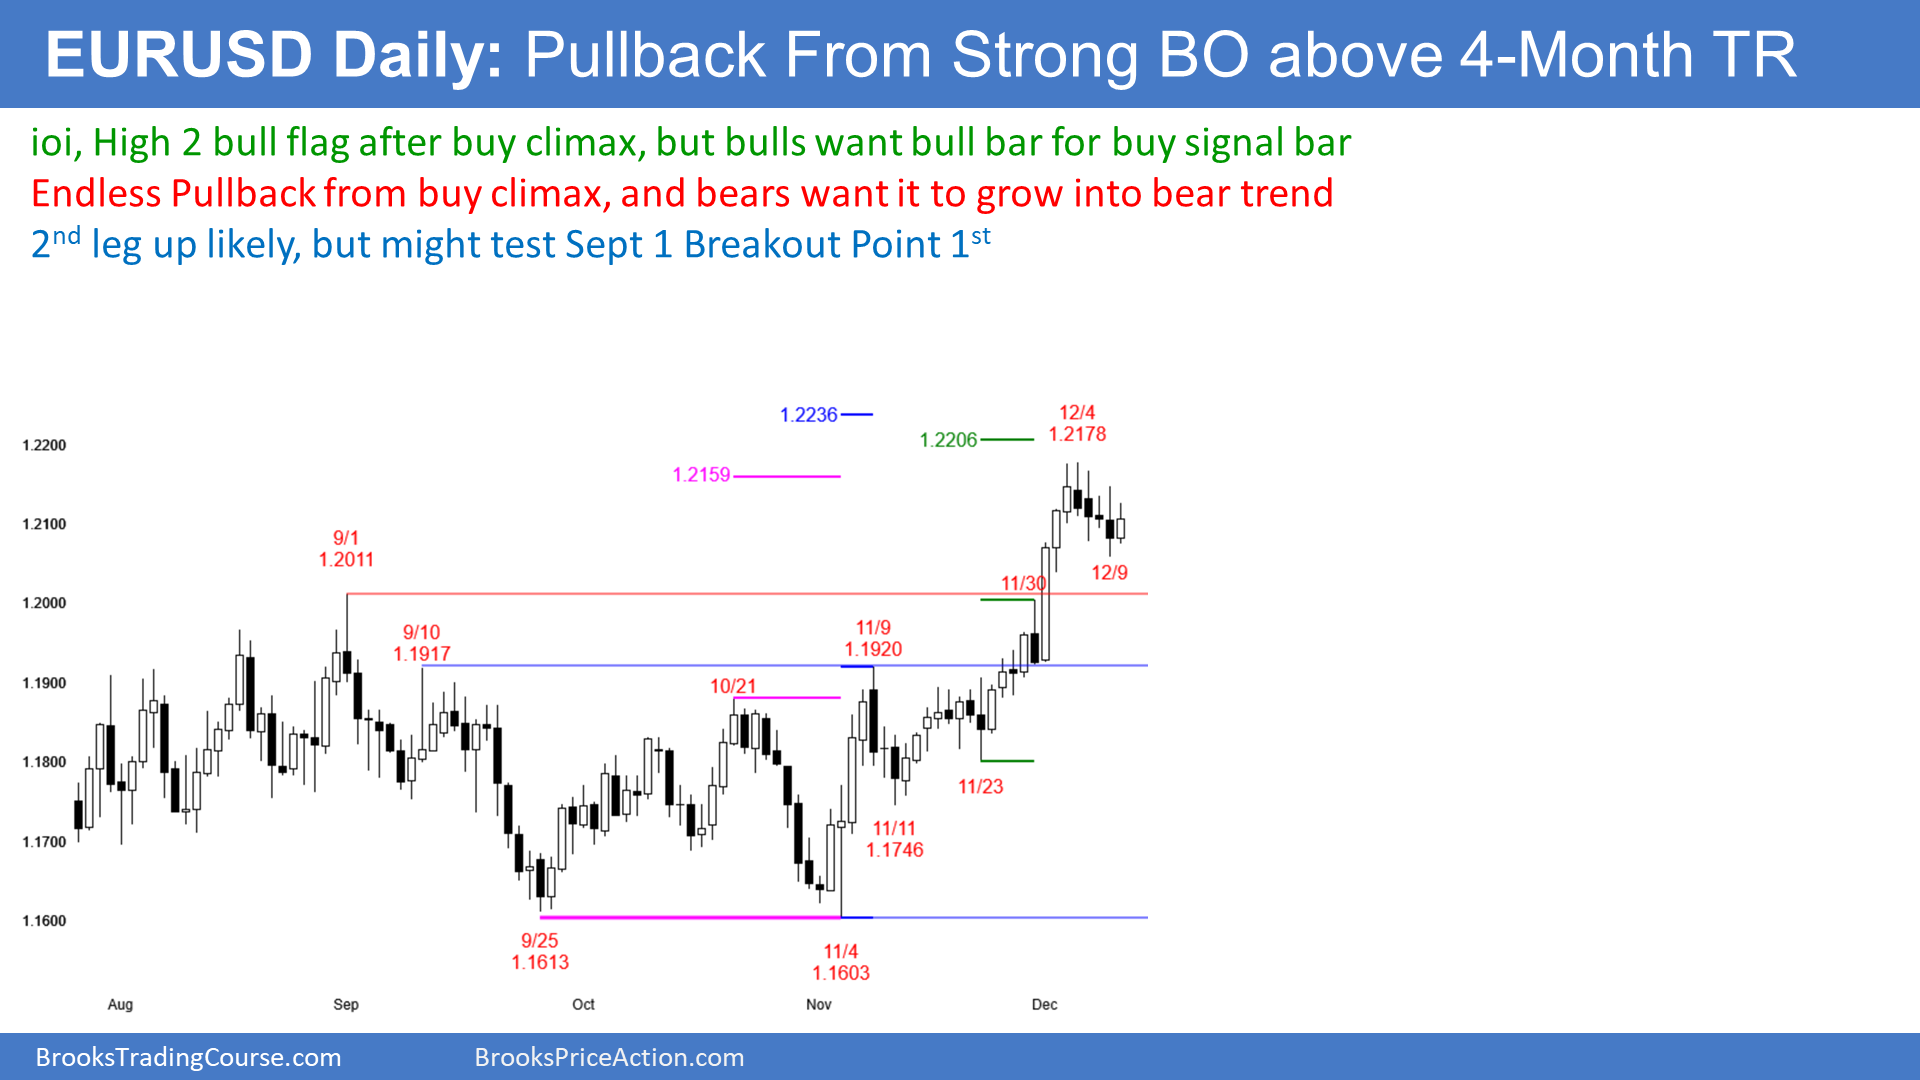 EURUSD Daily: Pullback From Strong BO above 4-Month TR
ioi, High 2 bull flag after buy climax, but bulls want bull bar for buy signal bar
Endless Pullback from buy climax, and bears want it to grow into bear trend
2nd leg up likely, but might test Sept 1 Breakout Point 1st
12/4
1.2178
1.2236
1.2206
1.2159
1.2200
1.2100
1.2000
1.1900
1.1800
1.1700
1.1600
9/1
1.2011
9/10
1.1917
10/21
11/9
1.1920
11/30
12/9
11/23
11/11
1.1746
9/25
1.1613
11/4
1.1603
Aug
Sep
Oct
Nov
Dec
BrooksTradingCourse.com
BrooksPriceAction.com